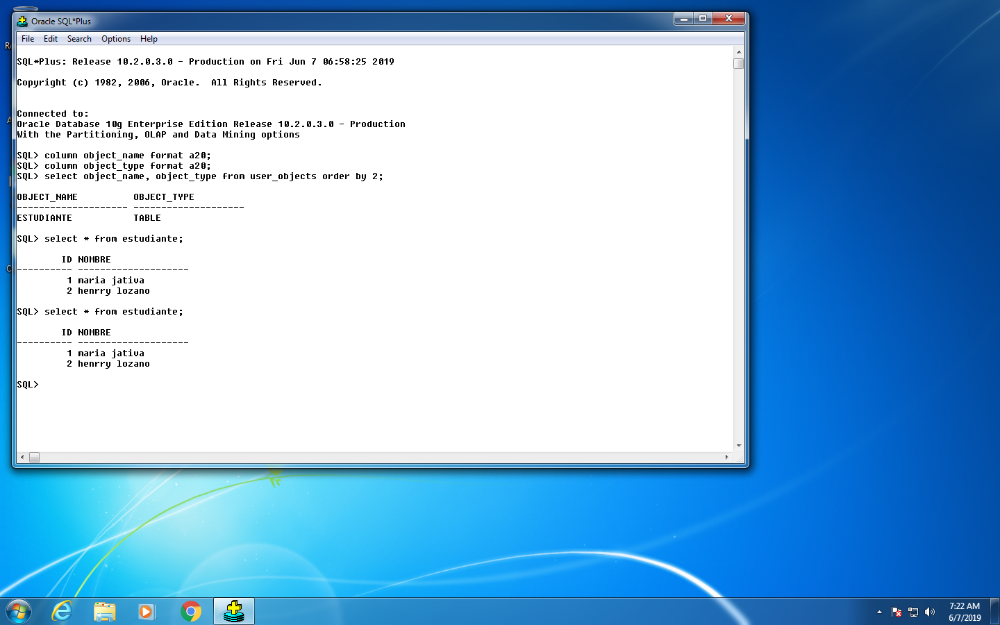 Oracle SQL*Plus
File Edit Search Options Help
SQL*Plus: Release 10.2.0.3.0 - Production on Fri Jun 7 06:58:25 2019
Copyright (c) 1982, 2006, Oracle.  All Rights Reserved.
Connected to:
Oracle Database 10g Enterprise Edition Release 10.2.0.3.0 - Production
With the Partitioning, OLAP and Data Mining options
SQL> column object_name format a20;
SQL> column object_type format a20;
SQL> select object_name, object_type from user_objects order by 2;
OBJECT_NAME          OBJECT_TYPE
-------------------- --------------------
ESTUDIANTE           TABLE
SQL> select * from estudiante;
        ID NOMBRE
---------- --------------------
         1 maria jativa
         2 henrry lozano
SQL> select * from estudiante;
        ID NOMBRE
---------- --------------------
         1 maria jativa
         2 henrry lozano
SQL>
7:22 AM
6/7/2019